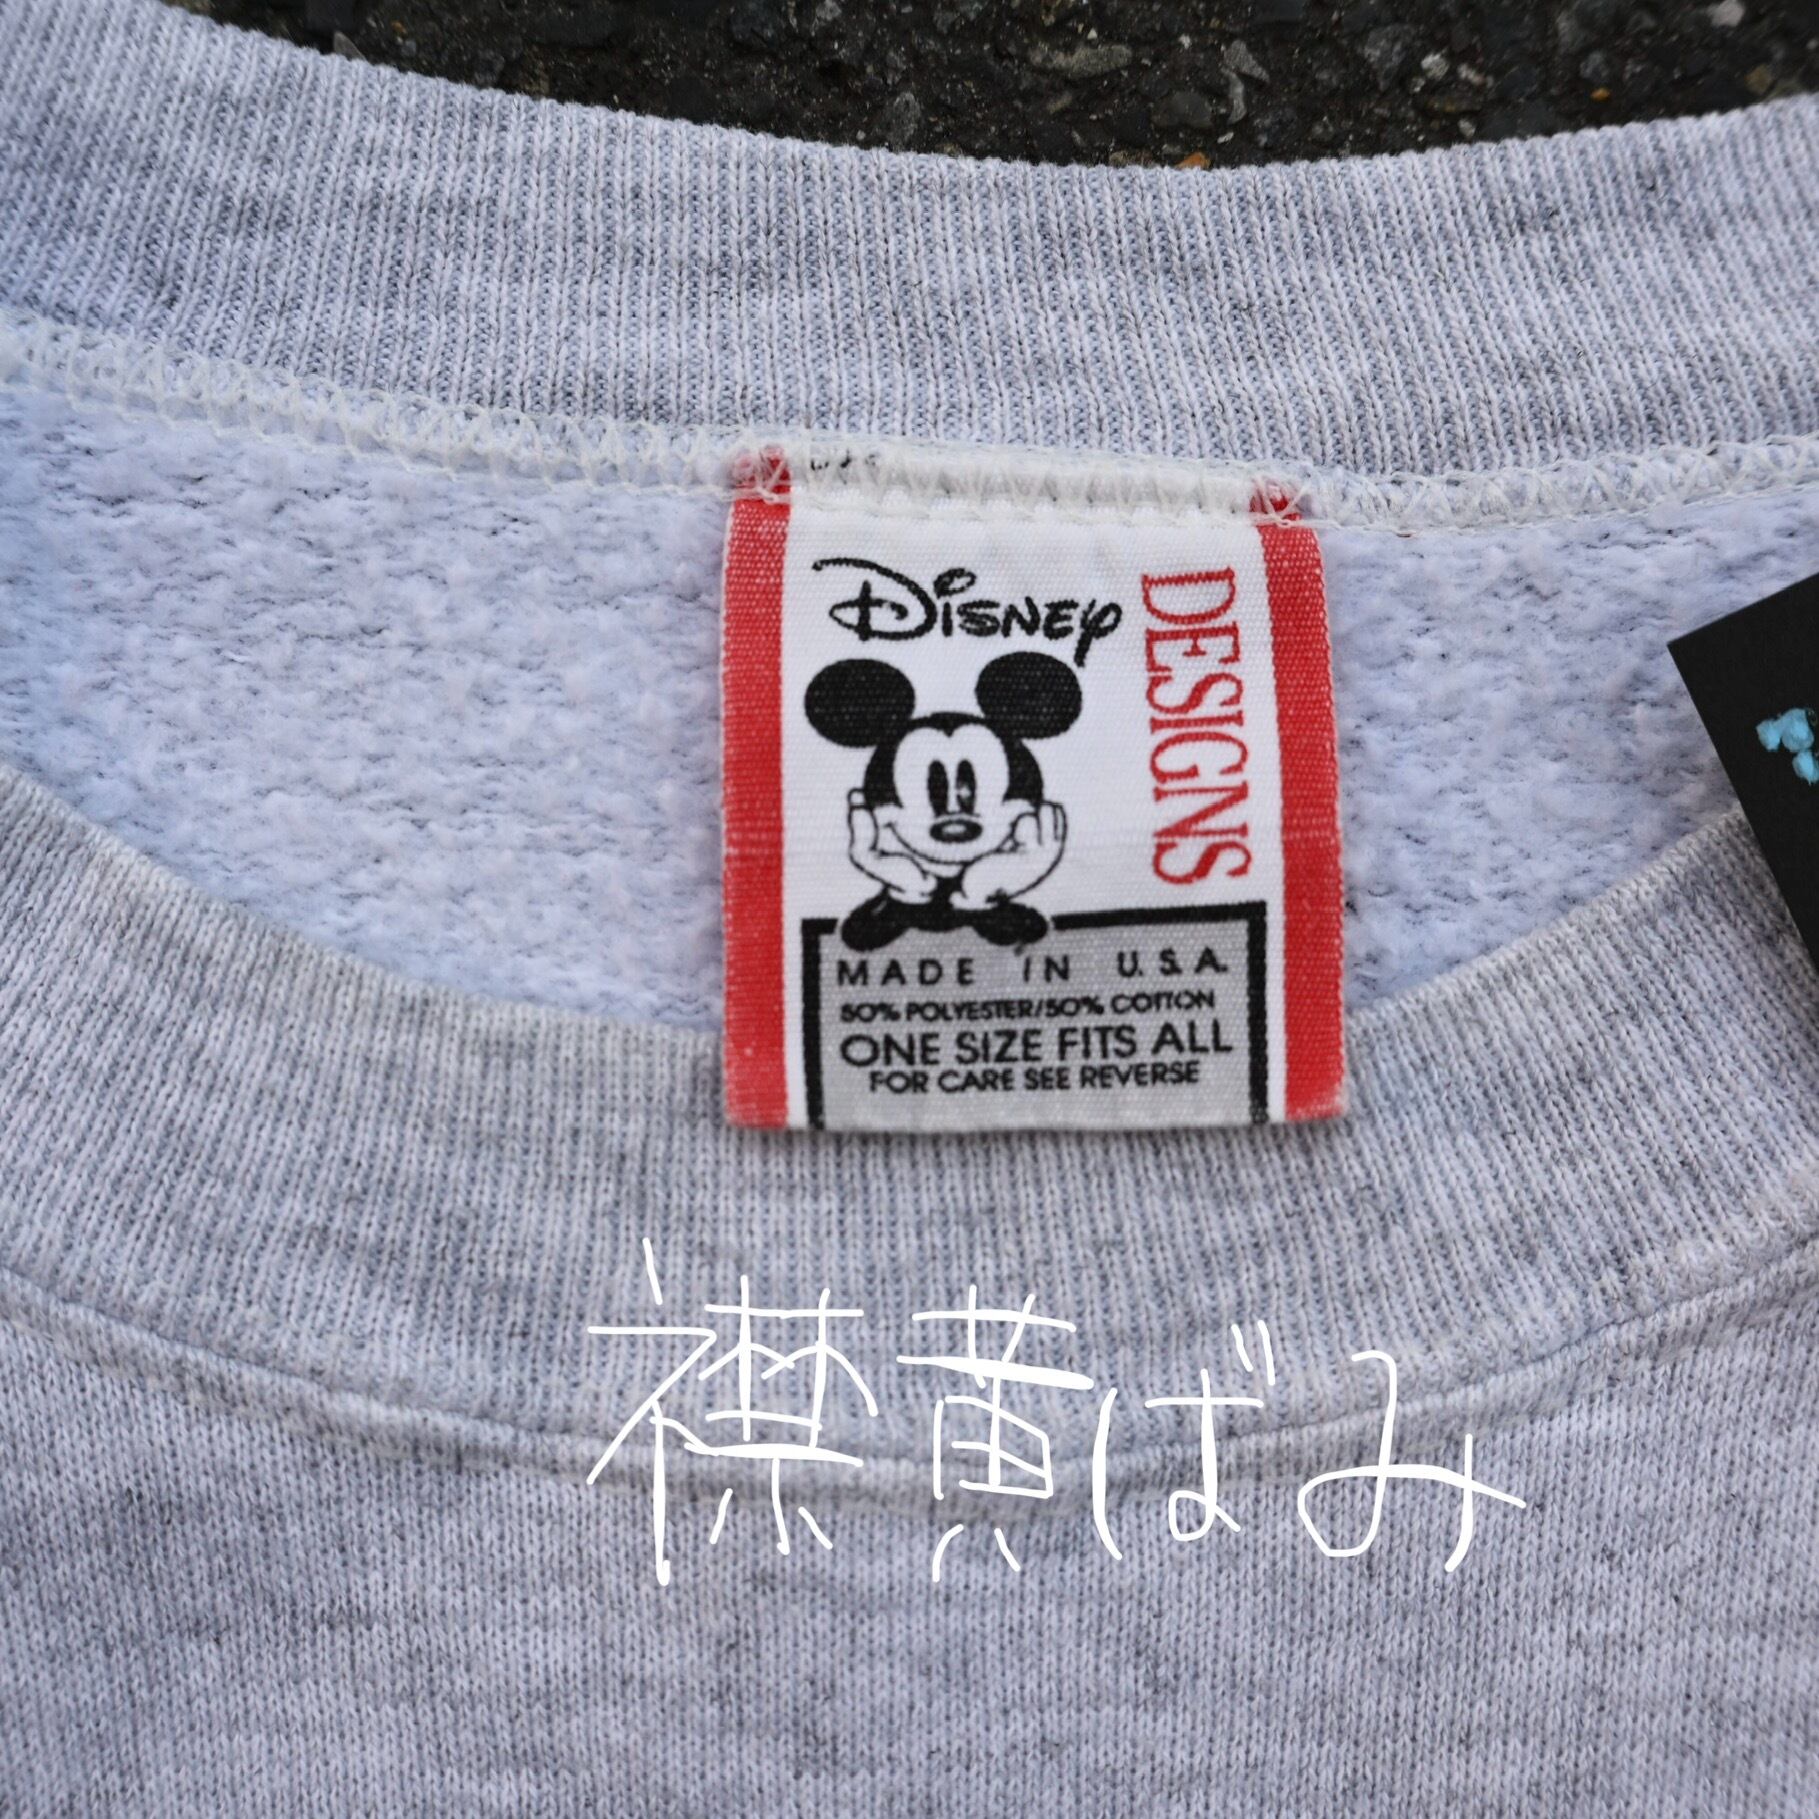 Disney
DESIGNS
MADE IN U.S.A.
50% POLYESTER/50% COTTON
ONE SIZE FITS ALL
FOR CARE SEE REVERSE
襟黄ばみ